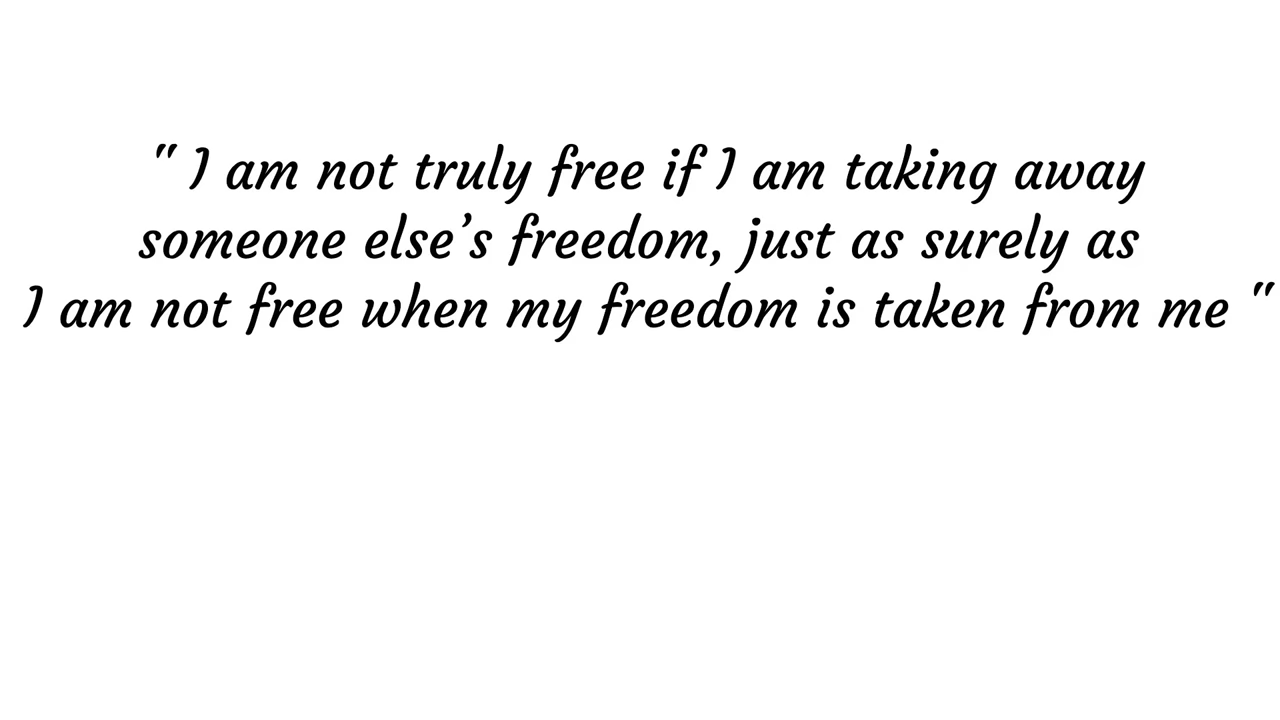 " I am not truly free if I am taking away
someone else’s freedom, just as surely as
I am not free when my freedom is taken from me "